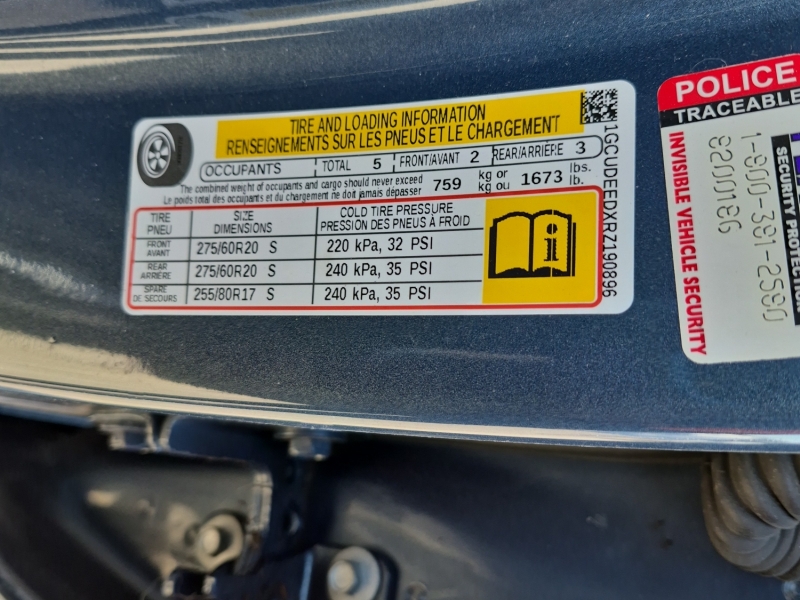 TIRE AND LOADING INFORMATION
RENSEIGNEMENTS SUR LES PNEUS ET LE CHARGEMENT
OCCUPANTS TOTAL 5 FRONT/AVANT 2 REAR/ARRIÈRE 3
The combined weight of occupants and cargo should never exceed
Le poids total des occupants et du chargement ne doit jamais dépasser
759 kg or kg ou 1673 lbs. lb.
TIRE PNEU SIZE DIMENSIONS COLD TIRE PRESSURE PRESSION DES PNEUS À FROID
FRONT AVANT 275/60R20 S 220 kPa, 32 PSI
REAR ARRIÈRE 275/60R20 S 240 kPa, 35 PSI
SPARE DE SECOURS 255/80R17 S 240 kPa, 35 PSI
i
1GCUDEEDXRZ190896
POLICE
TRACEABLE
INVISIBLE VEHICLE SECURITY
8200186
1-800-381-2580
SECURITY PROTECTION